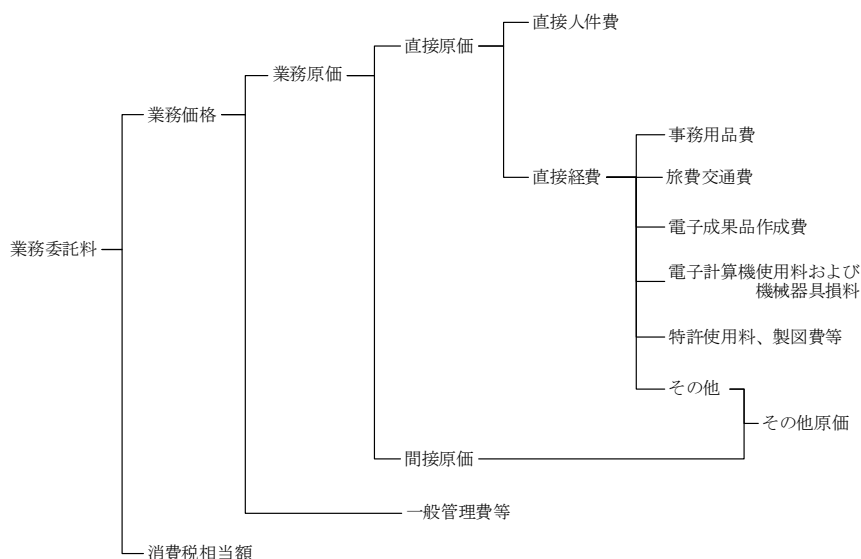 直接人件費
直接原価
業務原価
業務価格
事務用品費
直接経費
旅費交通費
電子成果品作成費
業務委託料
電子計算機使用料および
機械器具損料
特許使用料、製図費等
その他
その他原価
間接原価
一般管理費等
消費税相当額